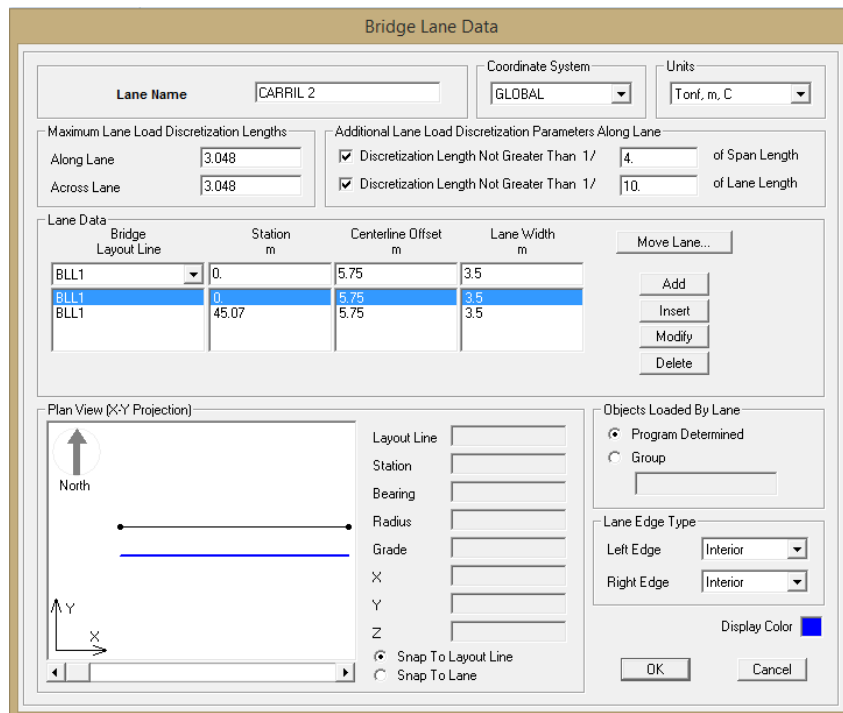 Bridge Lane Data
Lane Name CARRIL 2
Coordinate System
GLOBAL
Units
Tonf, m, C
Maximum Lane Load Discretization Lengths
Along Lane 3.048
Across Lane 3.048
Additional Lane Load Discretization Parameters Along Lane
Discretization Length Not Greater Than 1/ 4. of Span Length
Discretization Length Not Greater Than 1/ 10. of Lane Length
Lane Data
Bridge Station Centerline Offset Lane Width
Layout Line m m m
BLL1 0. 5.75 3.5
BLL1 0. 5.75 3.5
BLL1 45.07 5.75 3.5
Move Lane...
Add
Insert
Modify
Delete
Plan View (X-Y Projection)
North
Y
X
Layout Line
Station
Bearing
Radius
Grade
X
Y
Z
Snap To Layout Line
Snap To Lane
Objects Loaded By Lane
Program Determined
Group
Lane Edge Type
Left Edge Interior
Right Edge Interior
Display Color
OK Cancel